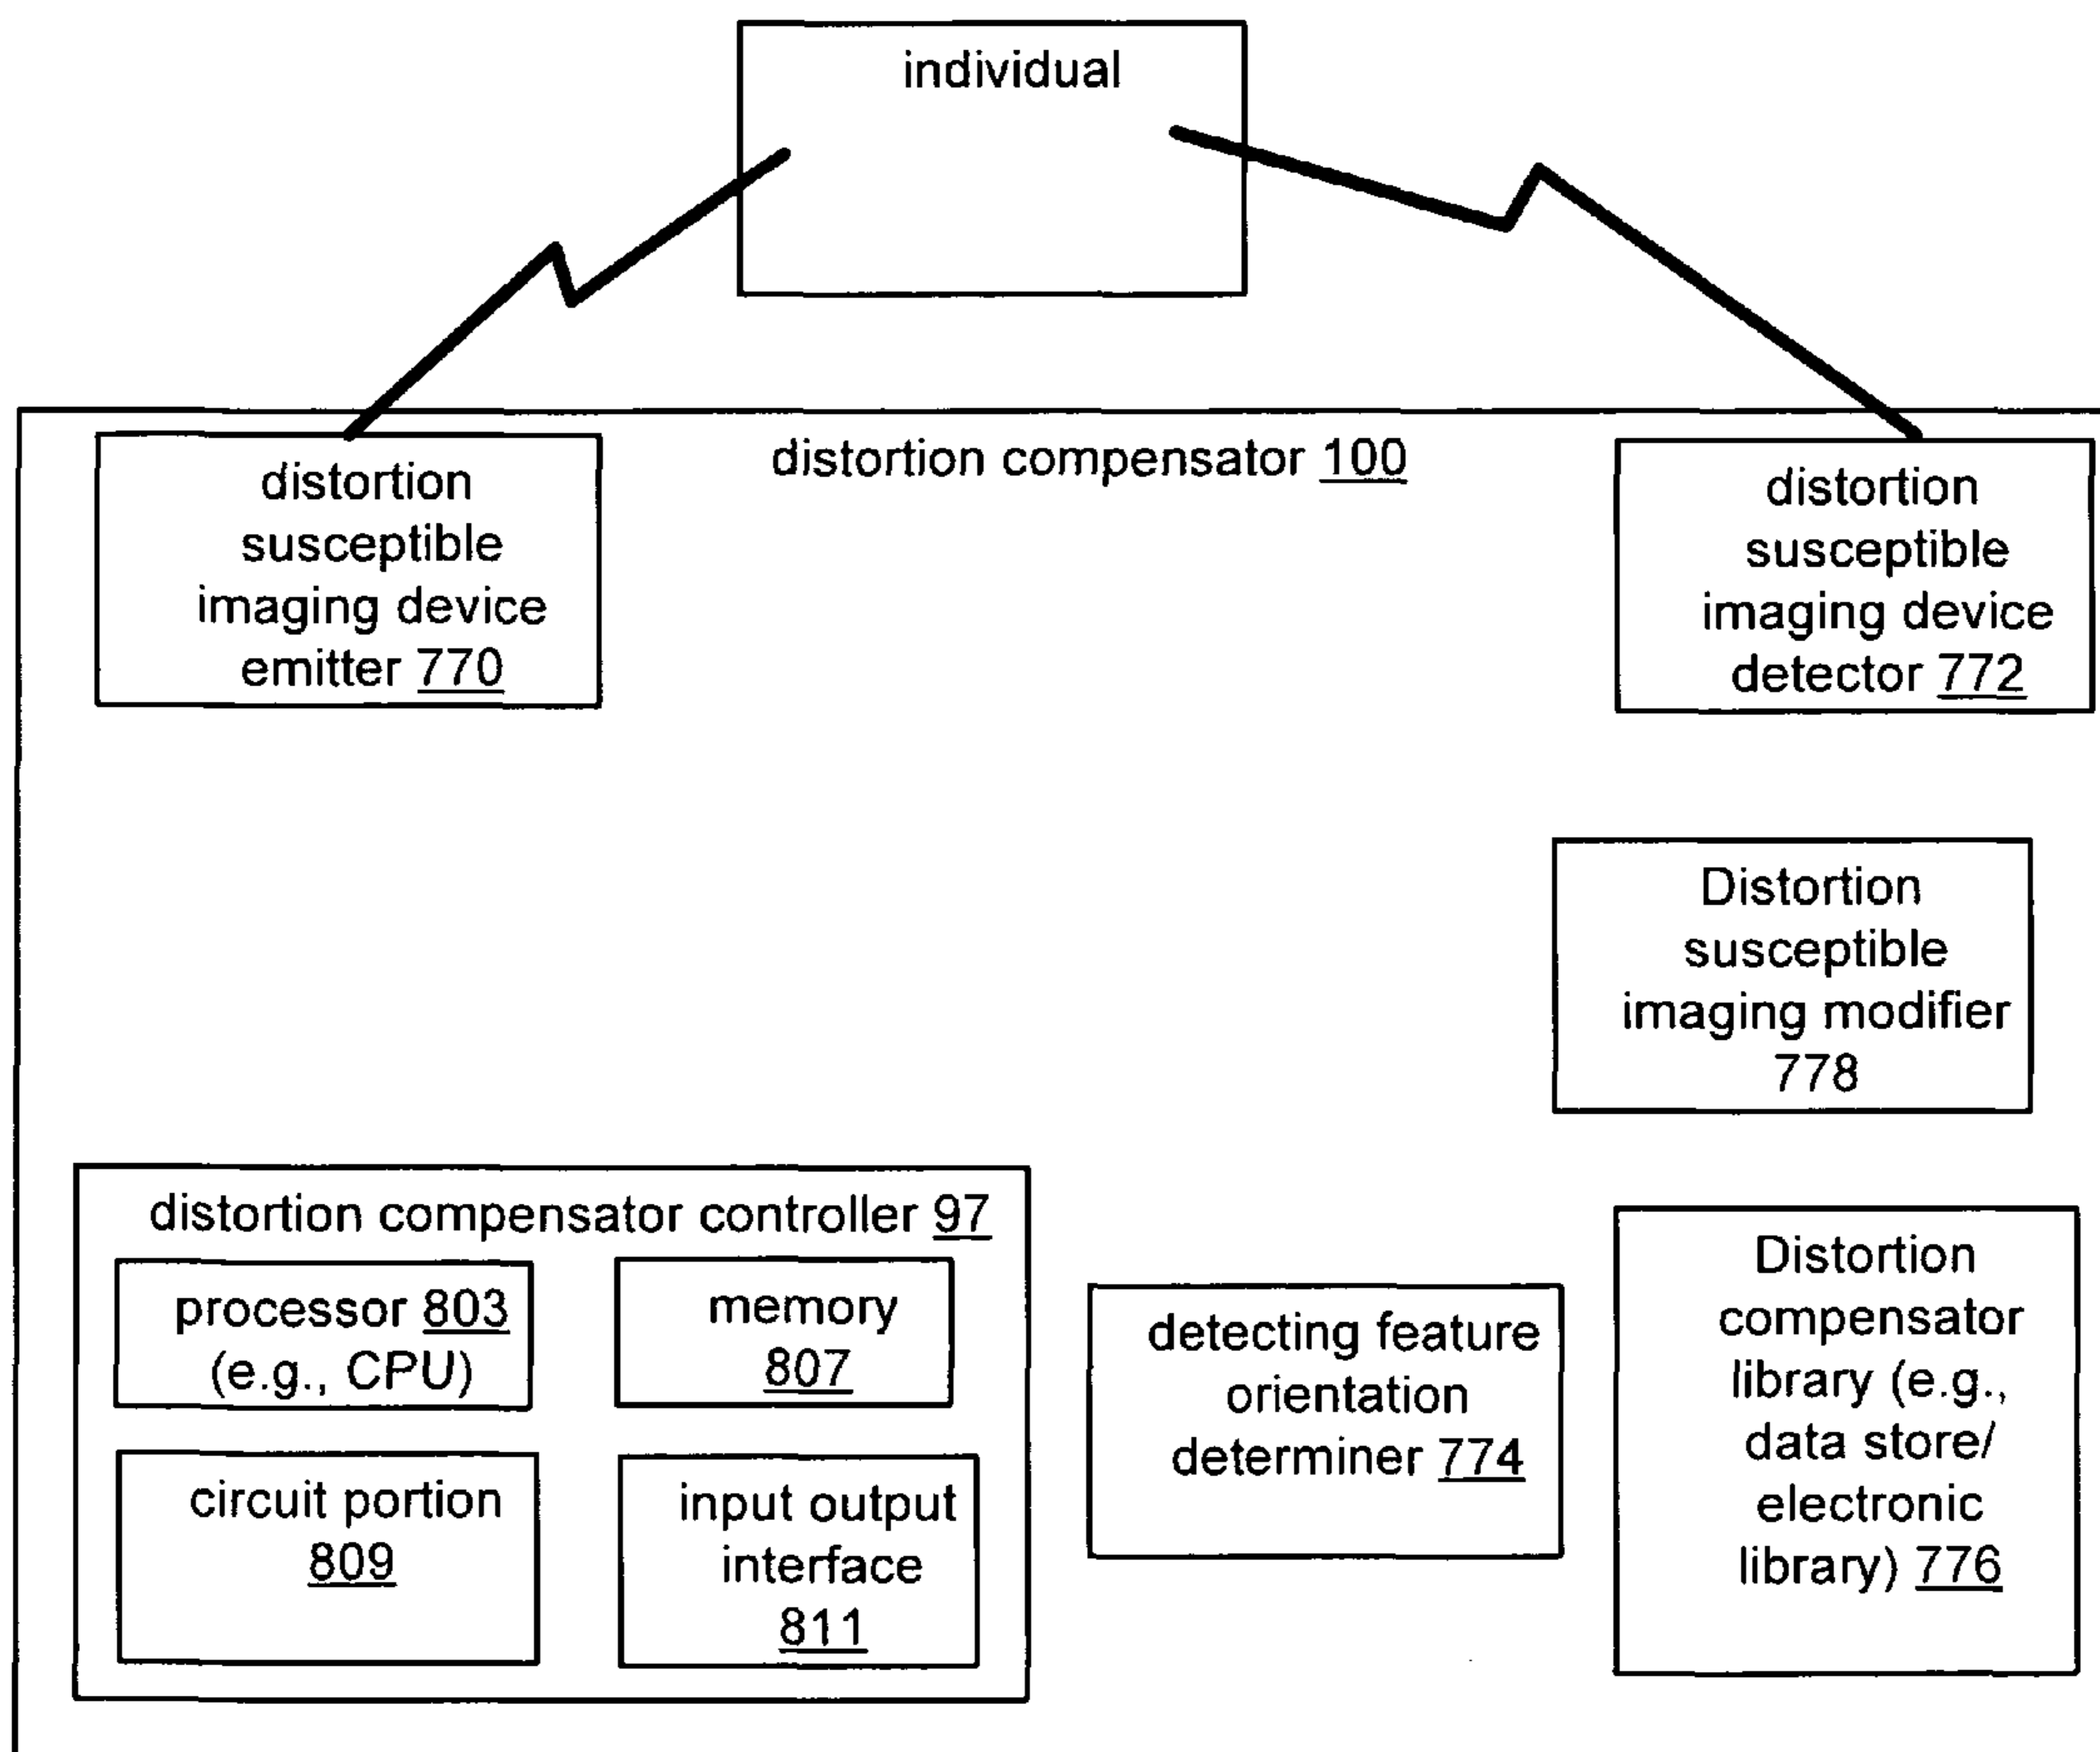 individual
distortion compensator 100
distortion
susceptible
imaging device
emitter 770
distortion
susceptible
imaging device
detector 772
Distortion
susceptible
imaging modifier
778
distortion compensator controller 97
processor 803
(e.g., CPU)
memory
807
circuit portion
809
input output
interface
811
detecting feature
orientation
determiner 774
Distortion
compensator
library (e.g.,
data store/
electronic
library) 776